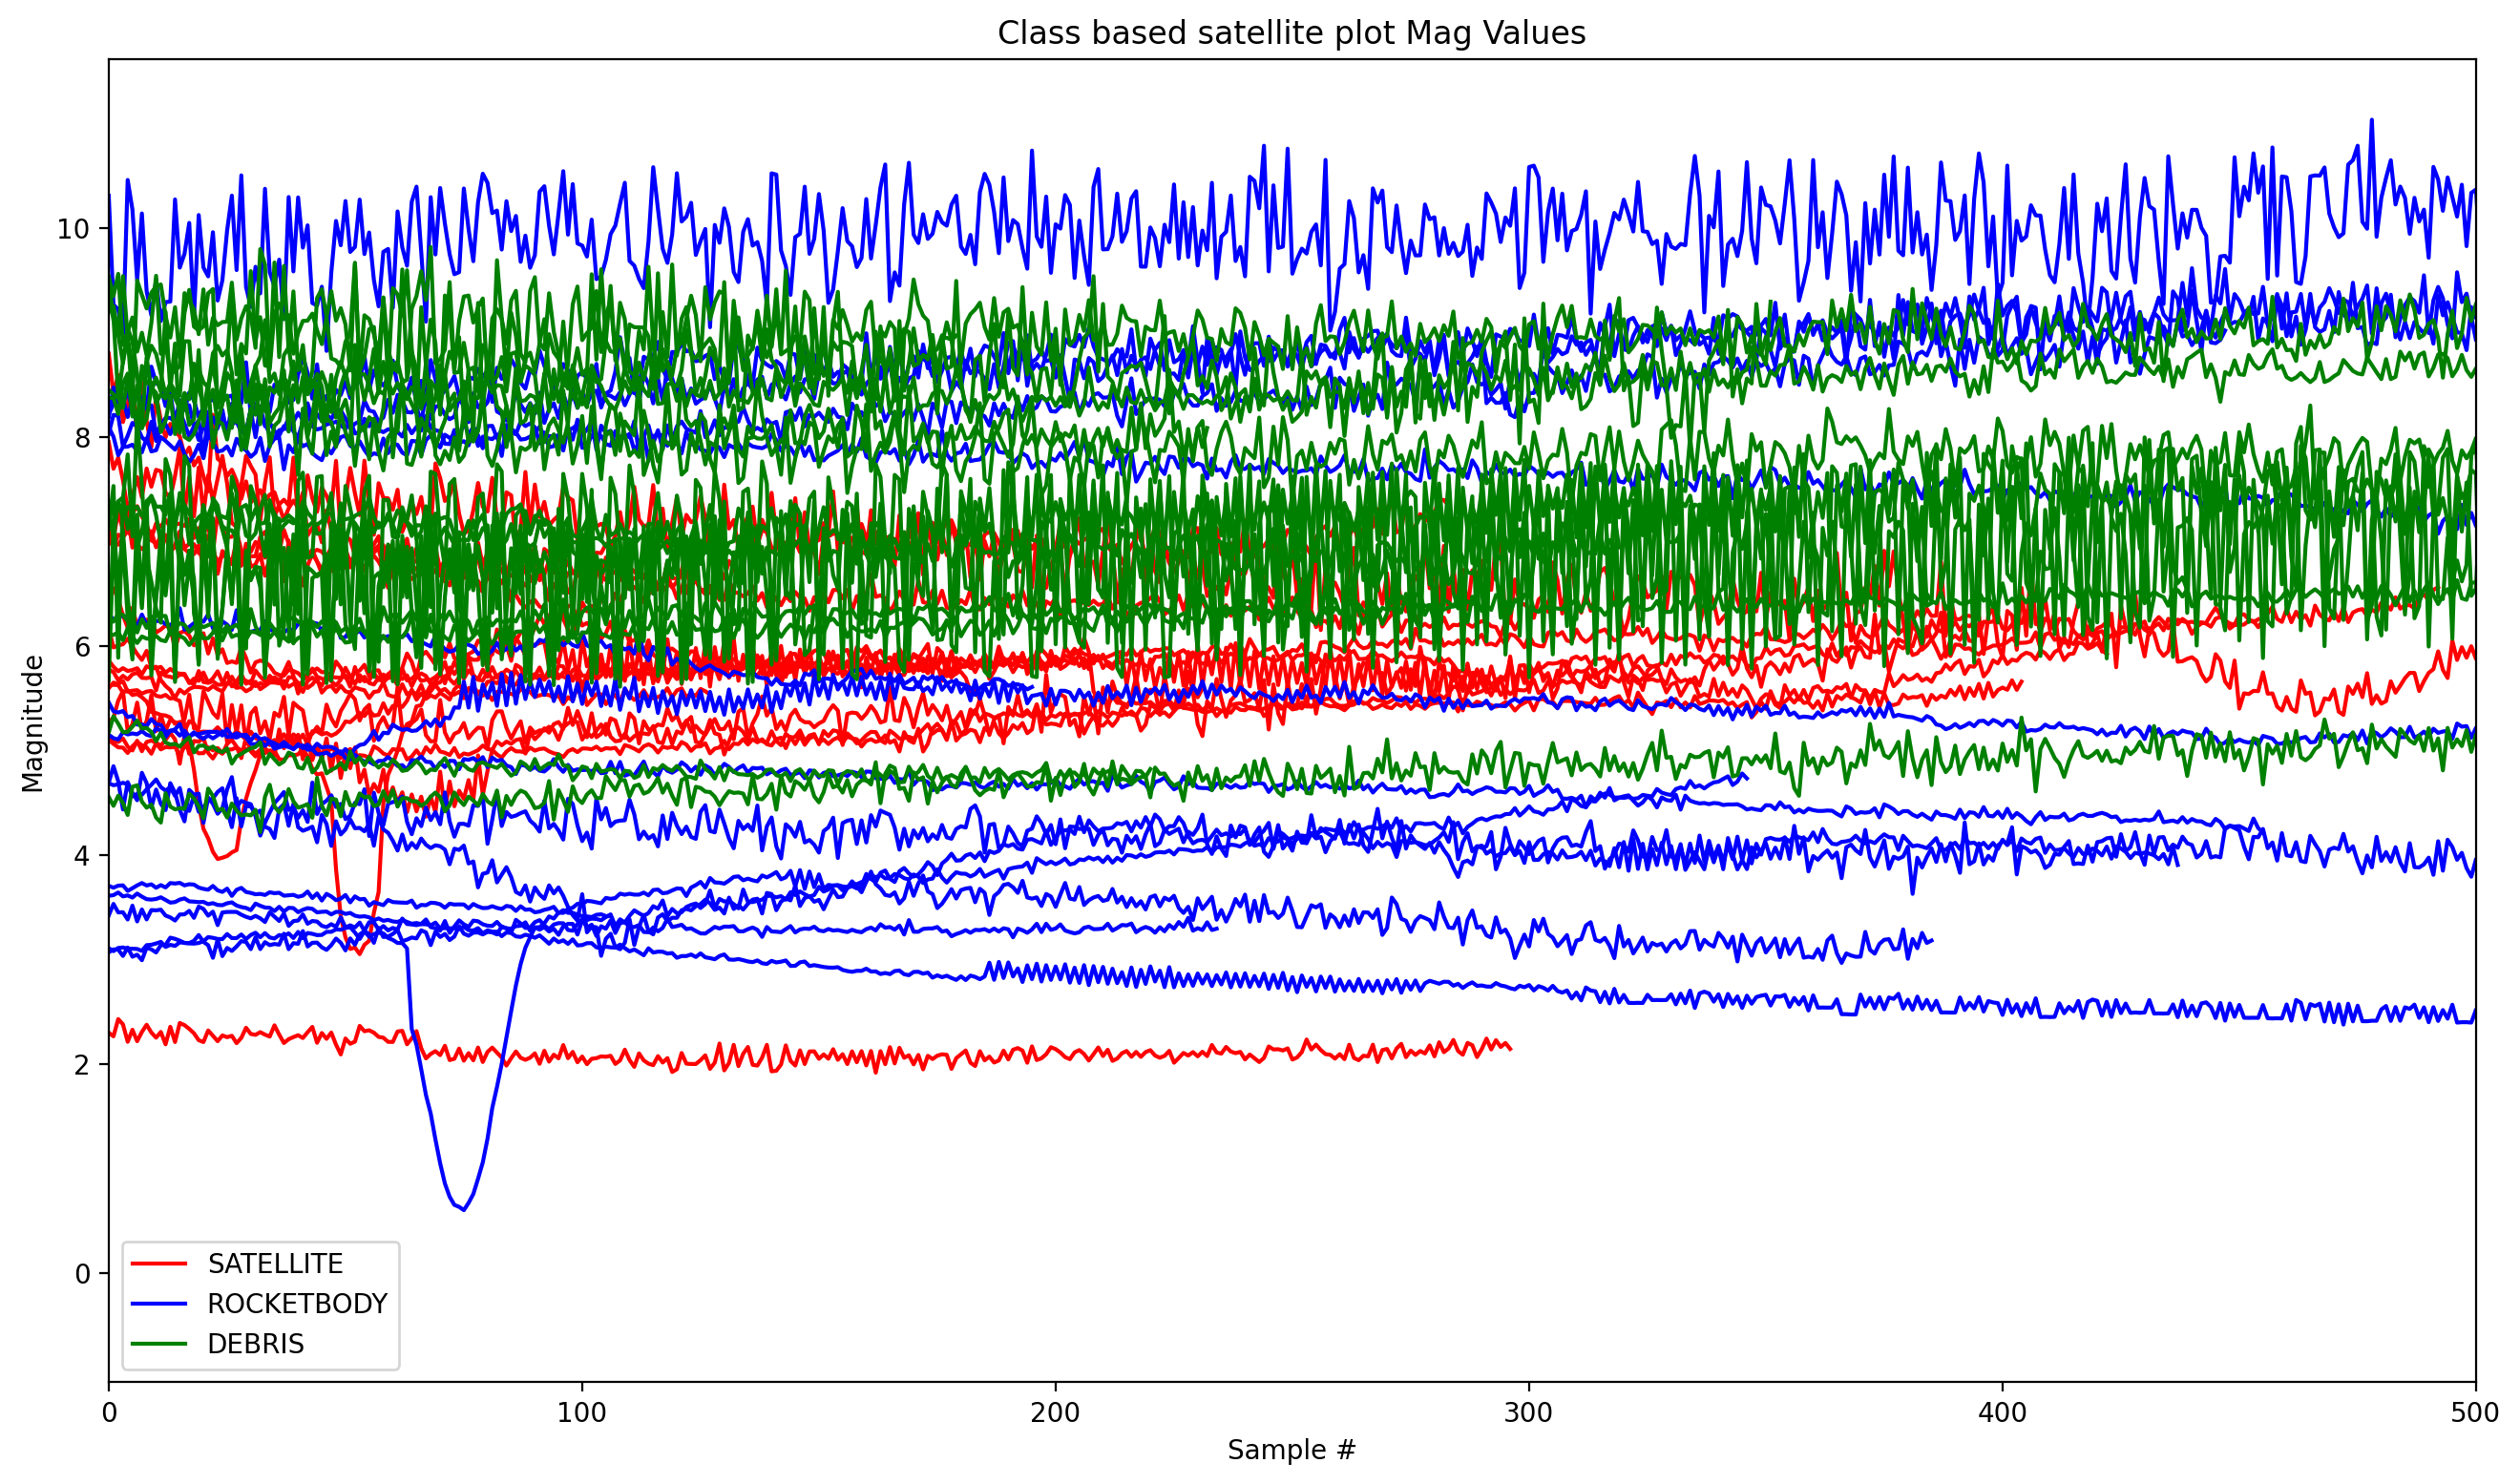 Class based satellite plot Mag Values
Magnitude
10
8
6
4
2
0
SATELLITE
ROCKETBODY
DEBRIS
0 100 200 300 400 500
Sample #